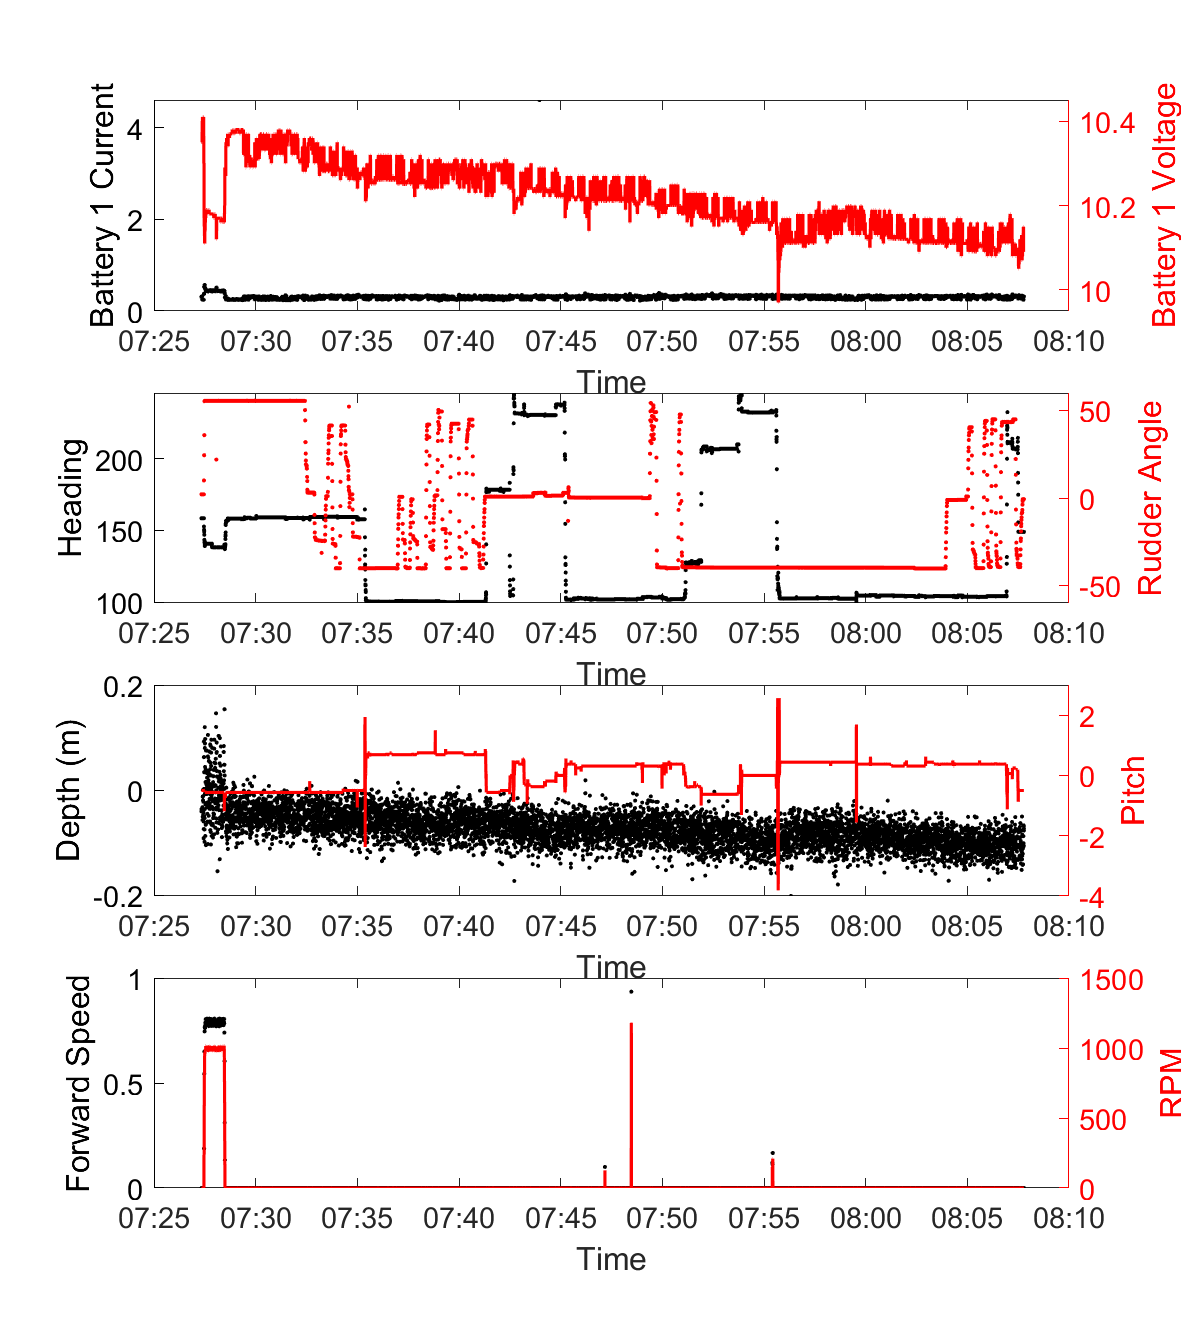 Battery 1 Current
4
2
0
10.4
10.2
10
Battery 1 Voltage
07:25 07:30 07:35 07:40 07:45 07:50 07:55 08:00 08:05 08:10
Time
Heading
200
150
100
50
0
-50
Rudder Angle
07:25 07:30 07:35 07:40 07:45 07:50 07:55 08:00 08:05 08:10
Time
Depth (m)
0.2
0
-0.2
2
0
-2
-4
Pitch
07:25 07:30 07:35 07:40 07:45 07:50 07:55 08:00 08:05 08:10
Time
Forward Speed
1
0.5
0
1500
1000
500
0
RPM
07:25 07:30 07:35 07:40 07:45 07:50 07:55 08:00 08:05 08:10
Time